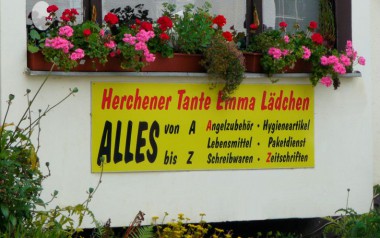 Herchener Tante Emma Lädchen
ALLES von A Angelzubehör · Hygieneartikel
Lebensmittel · Paketdienst
bis Z Schreibwaren · Zeitschriften